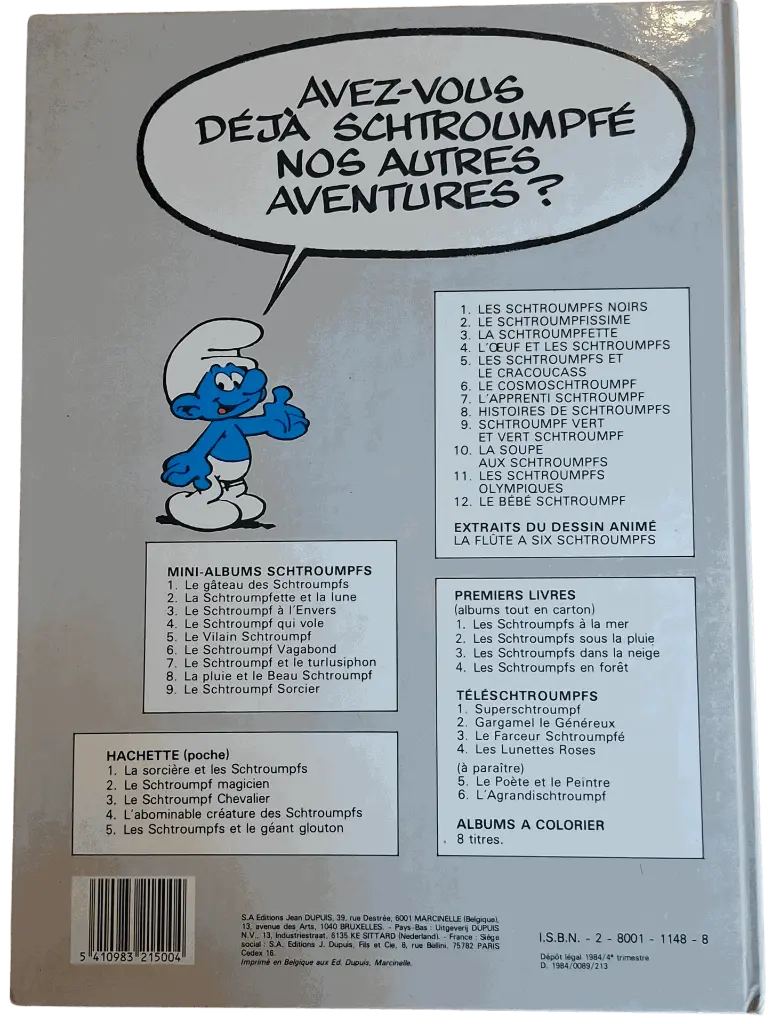 AVEZ-VOUS
DÉJÀ SCHTROUMPFÉ
NOS AUTRES
AVENTURES ?
1. LES SCHTROUMPFS NOIRS
2. LE SCHTROUMPFISSIME
3. LA SCHTROUMPFETTE
4. L'ŒUF ET LES SCHTROUMPFS
5. LES SCHTROUMPFS ET
LE CRACOUCASS
6. LE COSMOSCHTROUMPF
7. L'APPRENTI SCHTROUMPF
8. HISTOIRES DE SCHTROUMPFS
9. SCHTROUMPF VERT
ET VERT SCHTROUMPF
10. LA SOUPE
AUX SCHTROUMPFS
11. LES SCHTROUMPFS
OLYMPIQUES
12. LE BÉBÉ SCHTROUMPF
EXTRAITS DU DESSIN ANIMÉ
LA FLÛTE A SIX SCHTROUMPFS
MINI-ALBUMS SCHTROUMPFS
1. Le gâteau des Schtroumpfs
2. La Schtroumpfette et la lune
3. Le Schtroumpf à l'Envers
4. Le Schtroumpf qui vole
5. Le Vilain Schtroumpf
6. Le Schtroumpf Vagabond
7. Le Schtroumpf et le turlusiphon
8. La pluie et le Beau Schtroumpf
9. Le Schtroumpf Sorcier
PREMIERS LIVRES
(albums tout en carton)
1. Les Schtroumpfs à la mer
2. Les Schtroumpfs sous la pluie
3. Les Schtroumpfs dans la neige
4. Les Schtroumpfs en forêt
TÉLÉSCHTROUMPFS
1. Superschtroumpf
2. Gargamel le Généreux
3. Le Farceur Schtroumpfé
4. Les Lunettes Roses
(à paraître)
5. Le Poète et le Peintre
6. L'Agrandischtroumpf
ALBUMS A COLORIER
8 titres.
HACHETTE (poche)
1. La sorcière et les Schtroumpfs
2. Le Schtroumpf magicien
3. Le Schtroumpf Chevalier
4. L'abominable créature des Schtroumpfs
5. Les Schtroumpfs et le géant glouton
5 410983 215004
S.A Editions Jean DUPUIS, 39, rue Destrée, 6001 MARCINELLE (Belgique),
13, avenue des Arts, 1040 BRUXELLES. - Pays-Bas : Uitgeverij DUPUIS
N.V., 13, Industriestraat, 6135 KE SITTARD (Nederland). - France : Siège
social : S.A. Editions J. Dupuis, Fils et Cie, 6, rue Bellini, 75782 PARIS
Cedex 16.
Imprimé en Belgique aux Ed. Dupuis, Marcinelle.
I.S.B.N. - 2 - 8001 - 1148 - 8
Dépôt légal 1984/4e trimestre
D. 1984/0089/213